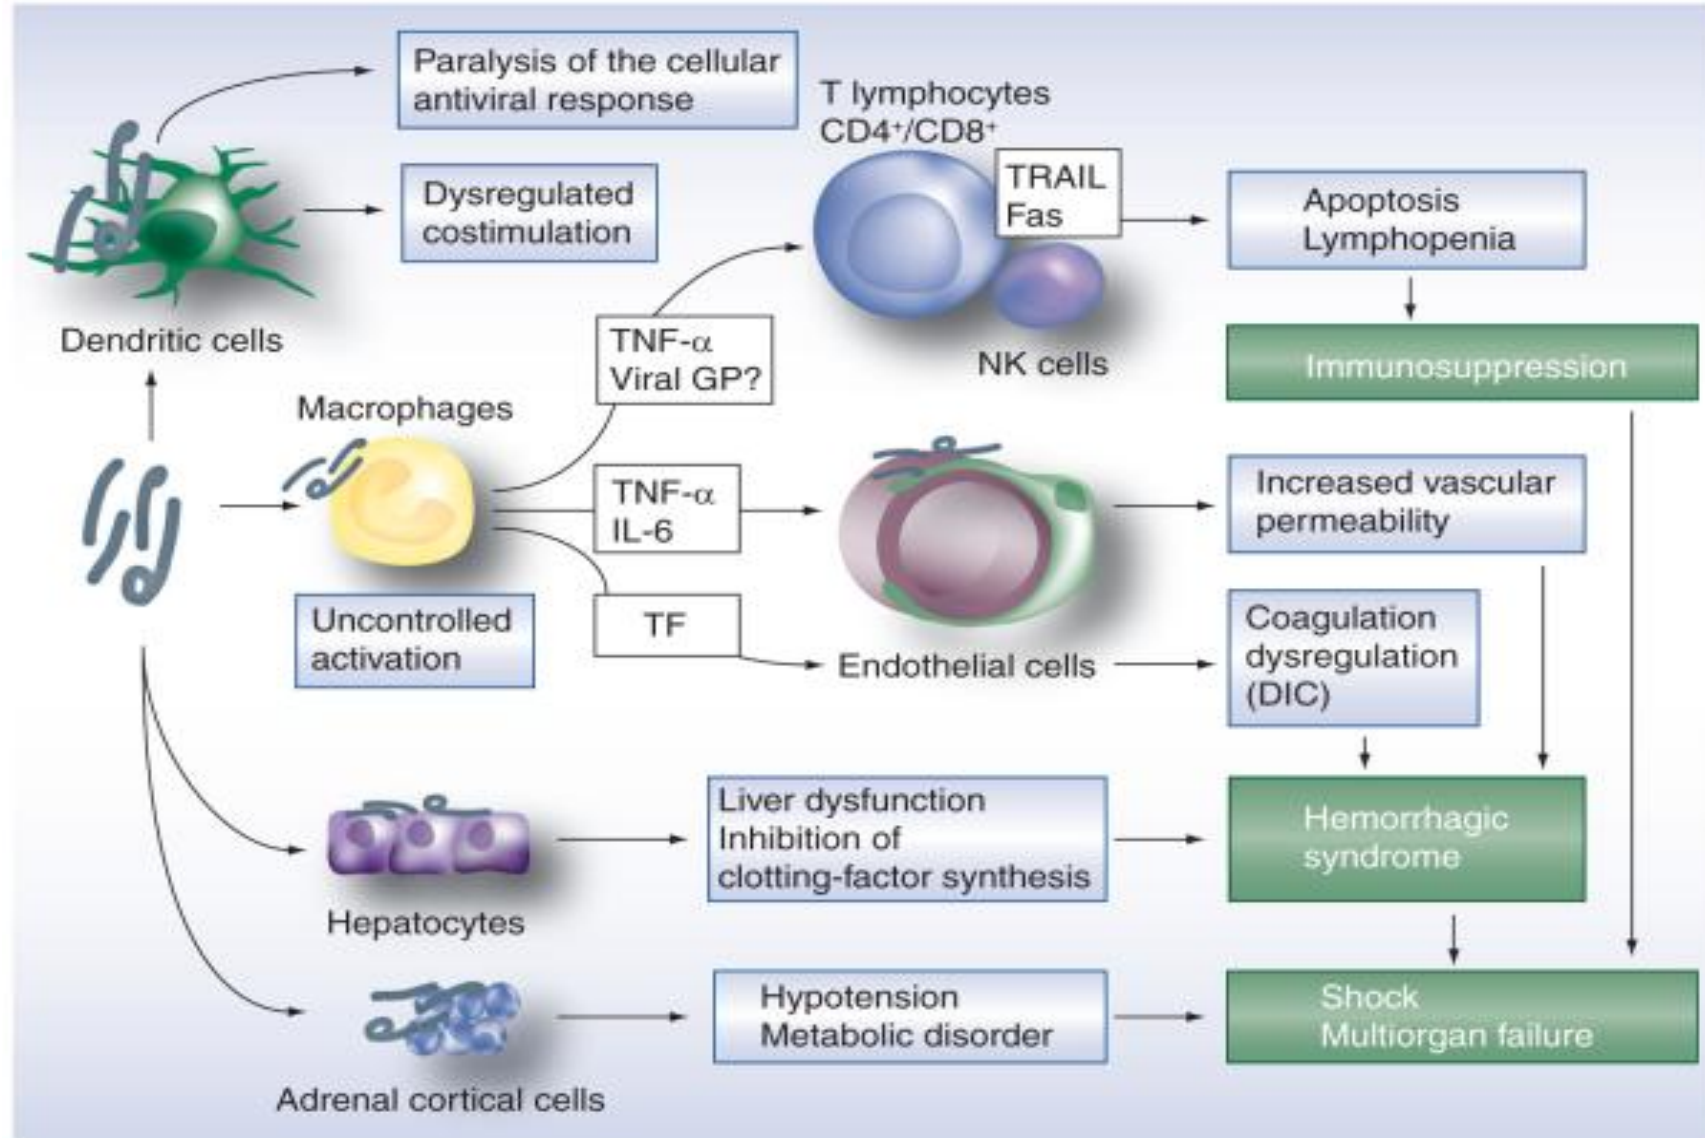 Paralysis of the cellular
antiviral response
Dysregulated
costimulation
Dendritic cells
T lymphocytes
CD4⁺/CD8⁺
TRAIL
Fas
NK cells
Apoptosis
Lymphopenia
Immunosuppression
Macrophages
Uncontrolled
activation
TNF-α
Viral GP?
TNF-α
IL-6
TF
Endothelial cells
Increased vascular
permeability
Coagulation
dysregulation
(DIC)
Hepatocytes
Liver dysfunction
Inhibition of
clotting-factor synthesis
Hemorrhagic
syndrome
Adrenal cortical cells
Hypotension
Metabolic disorder
Shock
Multiorgan failure